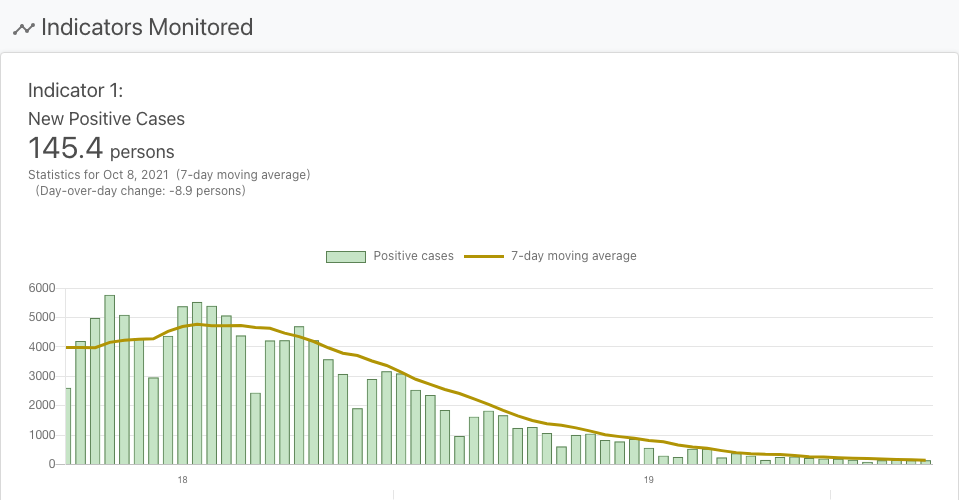 Indicators Monitored
Indicator 1:
New Positive Cases
145.4 persons
Statistics for Oct 8, 2021 (7-day moving average)
(Day-over-day change: -8.9 persons)
Positive cases 7-day moving average
6000
5000
4000
3000
2000
1000
0
18 19